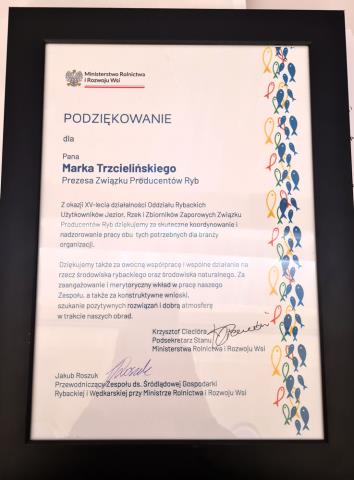 Ministerstwo Rolnictwa
i Rozwoju Wsi
PODZIĘKOWANIE
dla
Pana
Marka Trzcielińskiego
Prezesa Związku Producentów Ryb
Z okazji XV-lecia działalności Oddziału Rybackich
Użytkowników Jezior, Rzek i Zbiorników Zaporowych Związku
Producentów Ryb dziękujemy za skuteczne koordynowanie i
nadzorowanie pracy obu tych potrzebnych dla branży
organizacji.
Dziękujemy także za owocną współpracę i wspólne działanie na
rzecz środowiska rybackiego oraz środowiska naturalnego. Za
zaangażowanie i merytoryczny wkład w pracę naszego
Zespołu, a także za konstruktywne wnioski,
szukanie pozytywnych rozwiązań i dobrą atmosferę
w trakcie naszych obrad.
Krzysztof Ciecióra
Podsekretarz Stanu
Ministerstwa Rolnictwa i Rozwoju Wsi
Jakub Roszuk
Przewodniczący Zespołu ds. Śródlądowej Gospodarki
Rybackiej i Wędkarskiej przy Ministrze Rolnictwa i Rozwoju Wsi